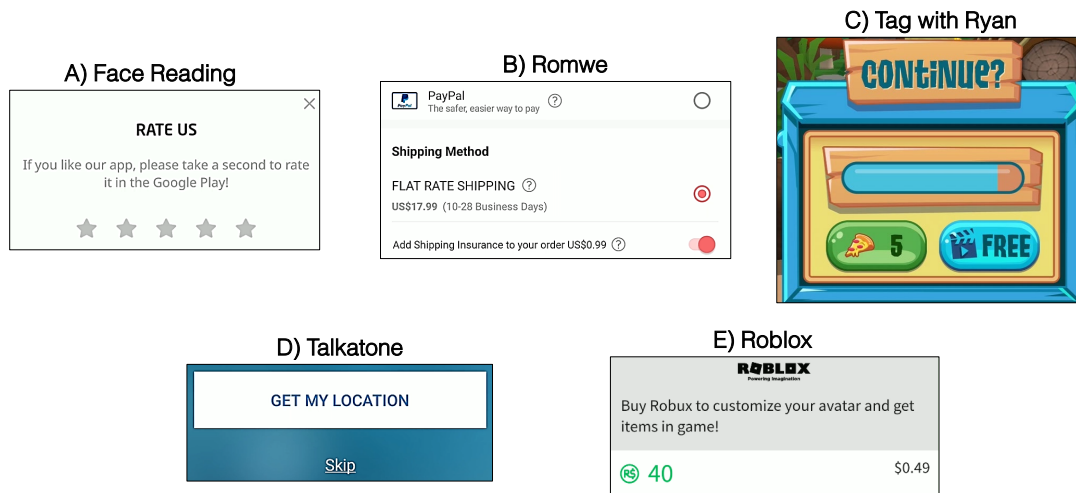 A) Face Reading
RATE US
If you like our app, please take a second to rate
it in the Google Play!
B) Romwe
PayPal
PayPal
The safer, easier way to pay
?
Shipping Method
FLAT RATE SHIPPING ?
US$17.99 (10-28 Business Days)
Add Shipping Insurance to your order US$0.99 ?
C) Tag with Ryan
CONTiNUE?
5
FREE
D) Talkatone
GET MY LOCATION
Skip
E) Roblox
ROBLOX
Powering Imagination
Buy Robux to customize your avatar and get
items in game!
R$ 40
$0.49